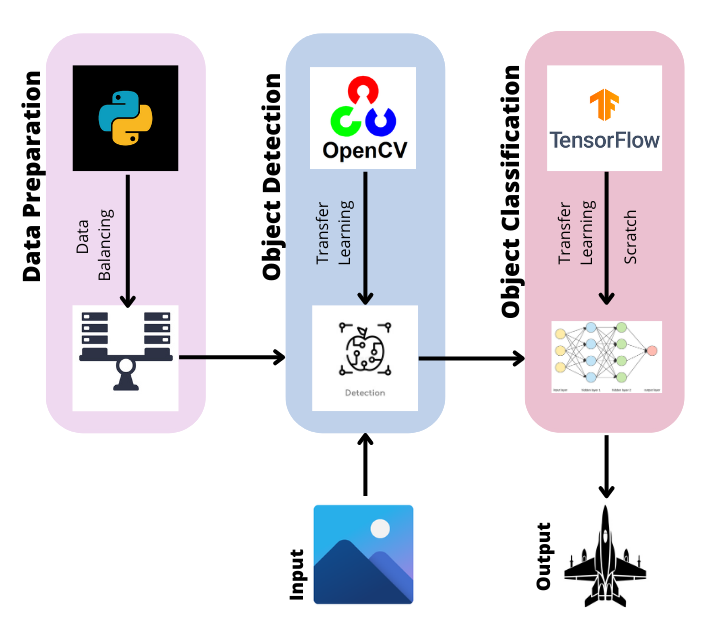 Data Preparation
Data
Balancing
Object Detection
OpenCV
Transfer
Learning
Detection
Object Classification
TensorFlow
Transfer
Learning
Scratch
Input
Output